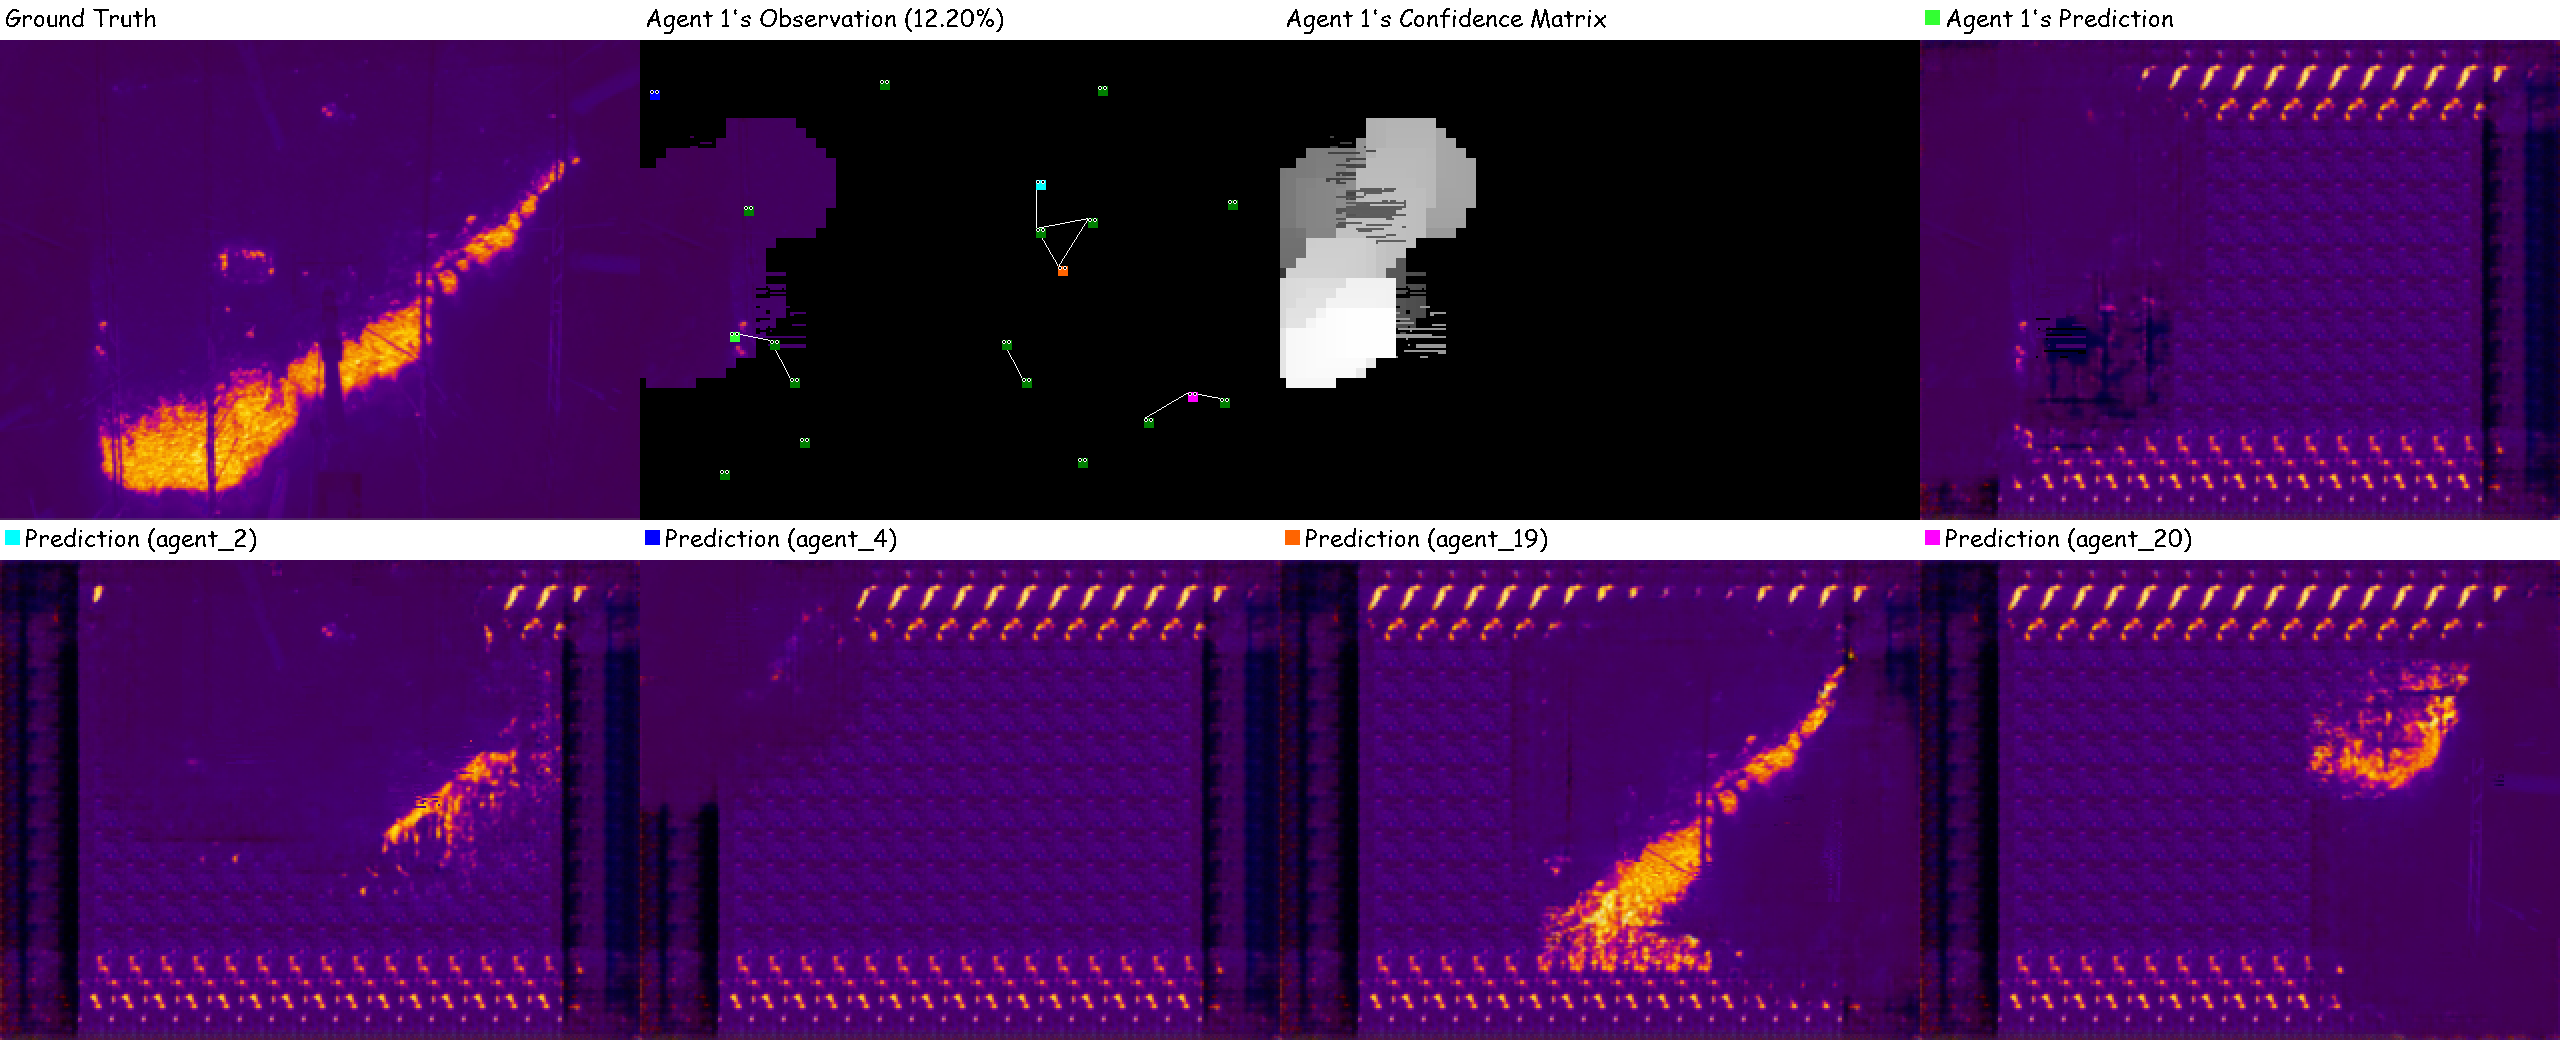 Ground Truth
Agent 1's Observation (12.20%)
Agent 1's Confidence Matrix
Agent 1's Prediction
Prediction (agent_2)
Prediction (agent_4)
Prediction (agent_19)
Prediction (agent_20)